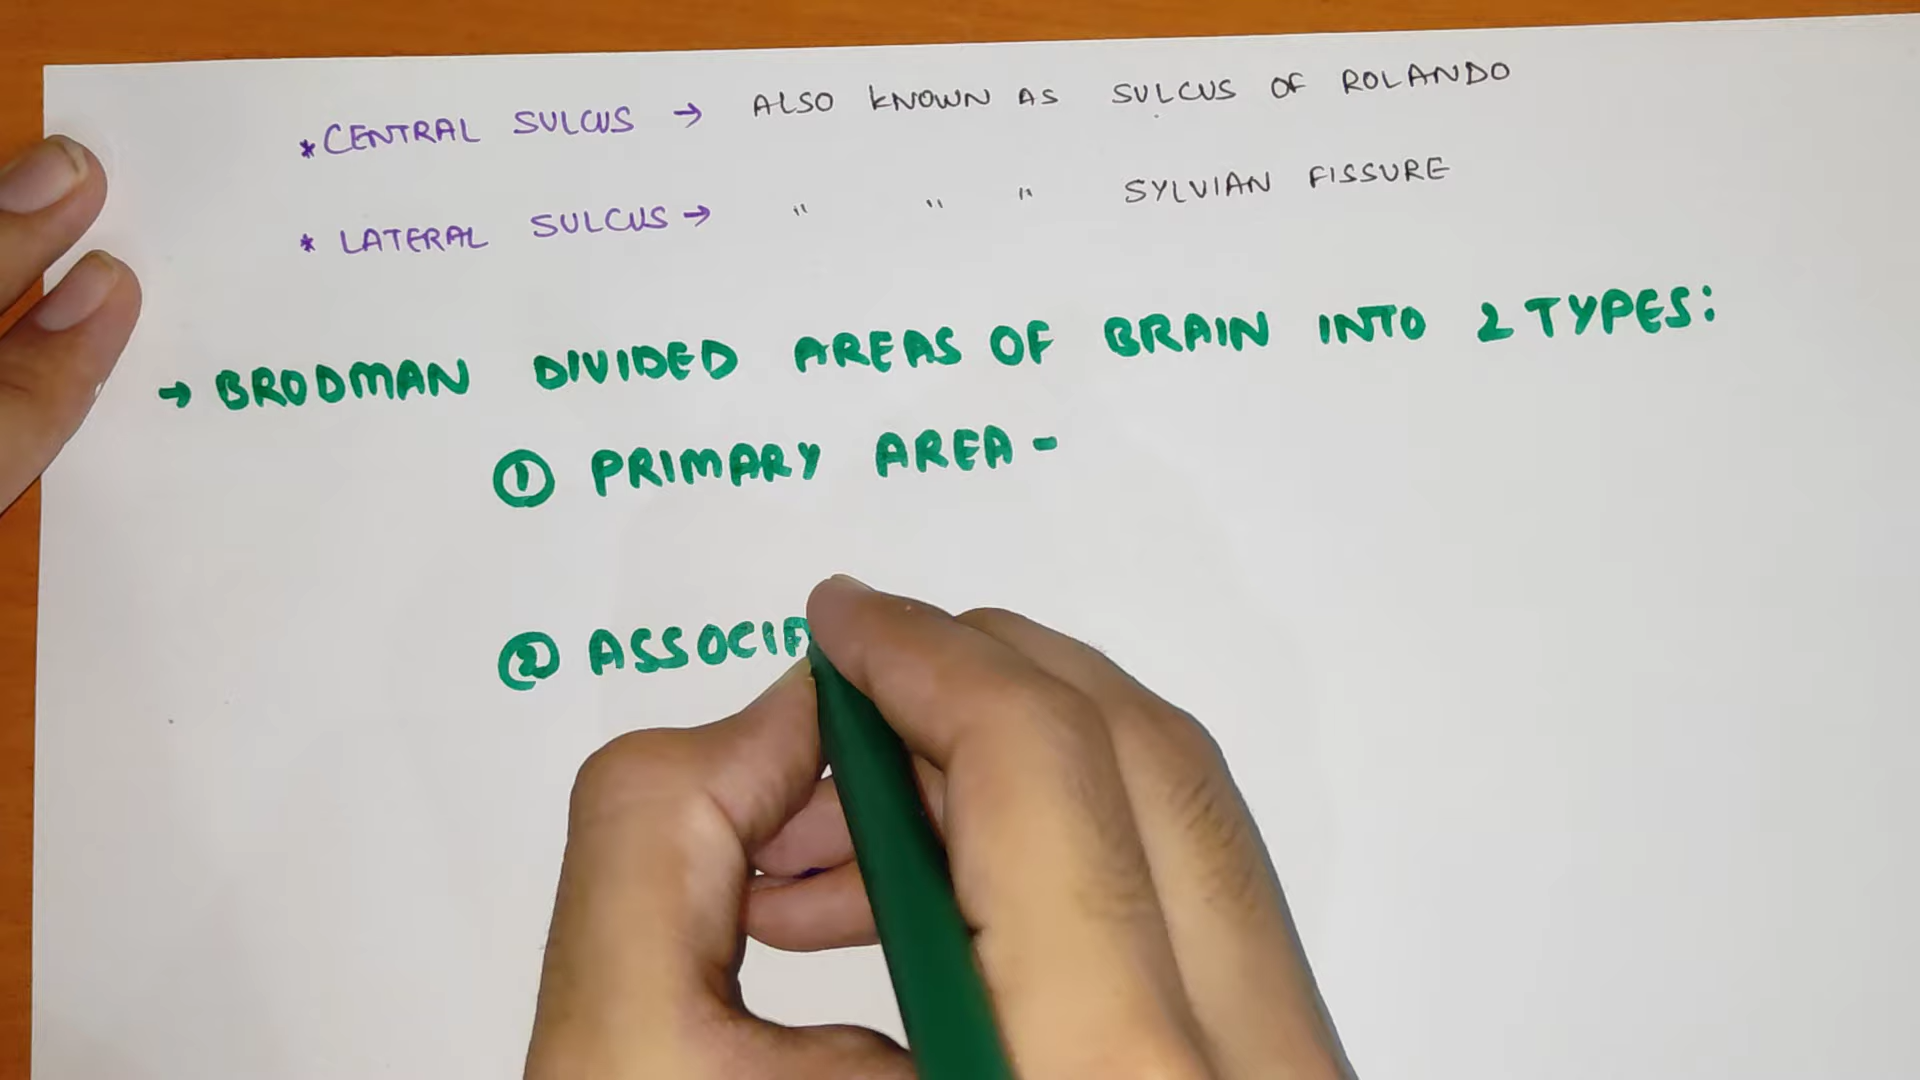 *CENTRAL SULCUS → ALSO KNOWN AS SULCUS OF ROLANDO
* LATERAL SULCUS → " " " SYLVIAN FISSURE
→ BRODMAN DIVIDED AREAS OF BRAIN INTO 2 TYPES:
① PRIMARY AREA -
② ASSOCIA